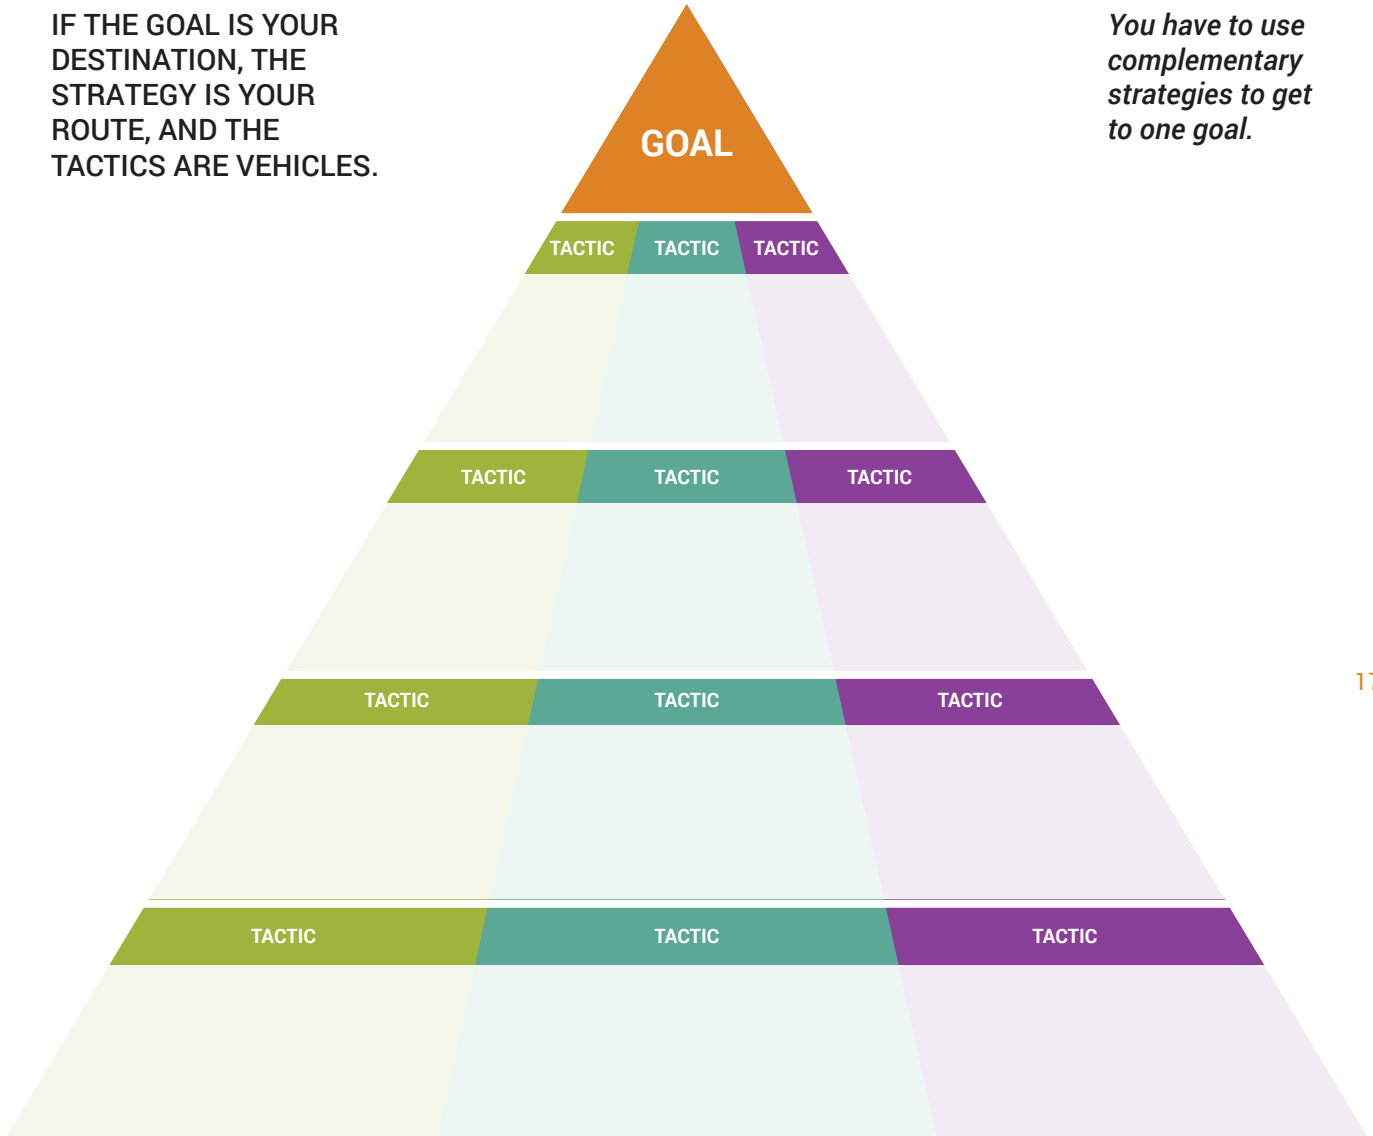 IF THE GOAL IS YOUR
DESTINATION, THE
STRATEGY IS YOUR
ROUTE, AND THE
TACTICS ARE VEHICLES.
You have to use
complementary
strategies to get
to one goal.
GOAL
TACTIC TACTIC TACTIC
TACTIC TACTIC TACTIC
TACTIC TACTIC TACTIC
TACTIC TACTIC TACTIC